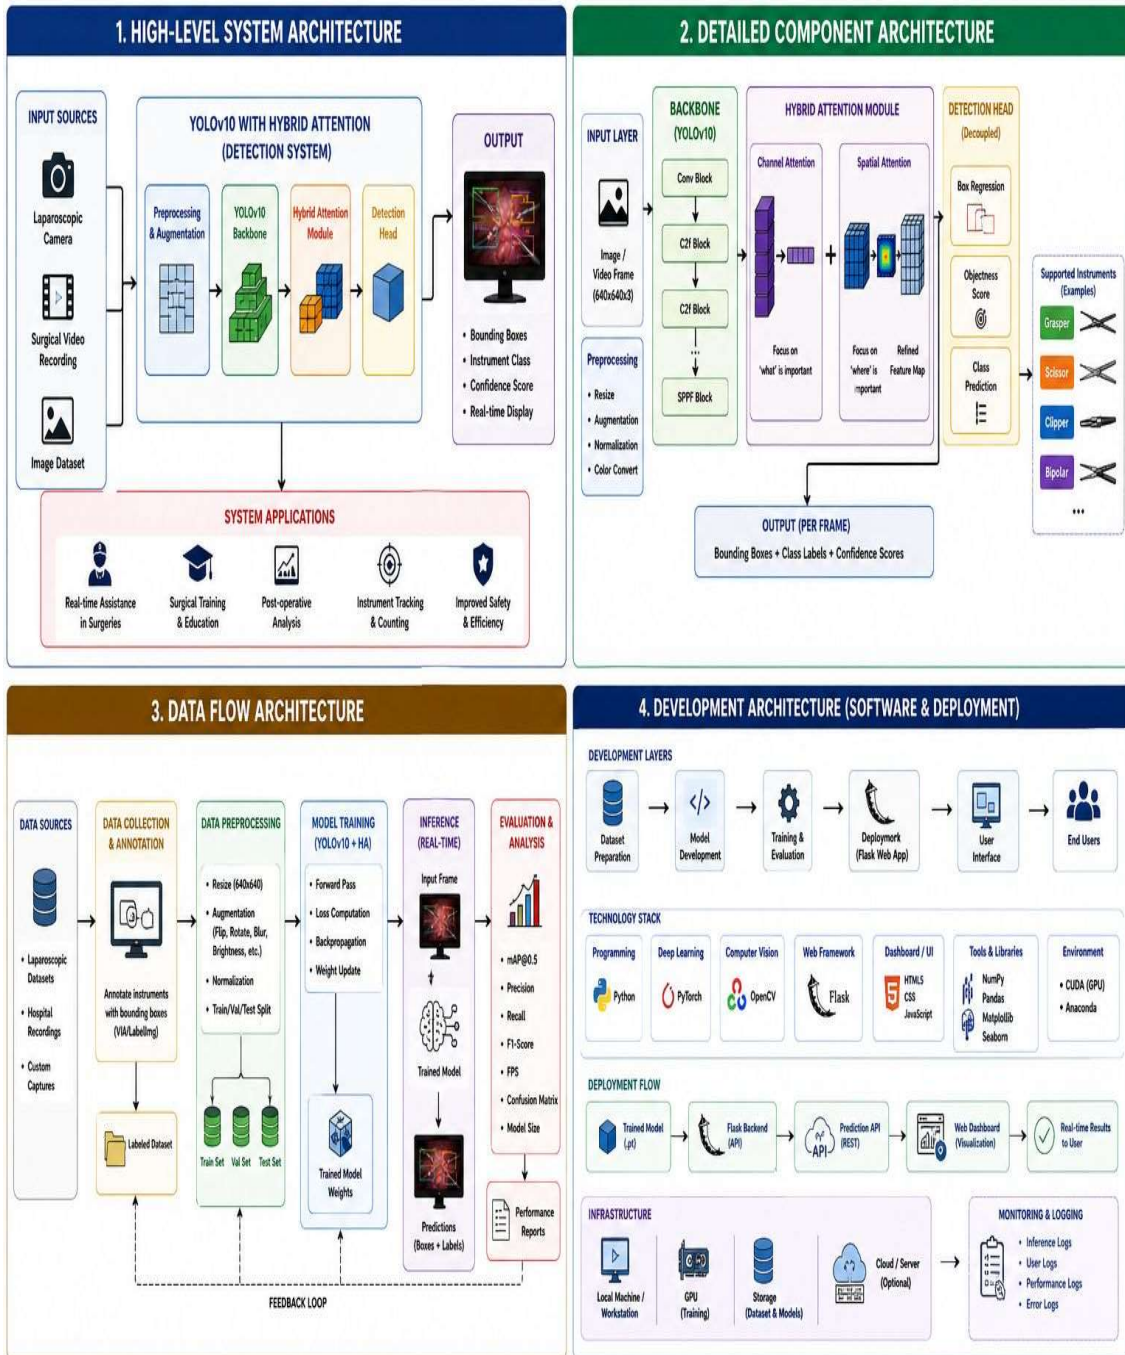 1. HIGH-LEVEL SYSTEM ARCHITECTURE
INPUT SOURCES
Laparoscopic
Camera
Surgical Video
Recording
Image Dataset
YOLOv10 WITH HYBRID ATTENTION
(DETECTION SYSTEM)
Preprocessing
& Augmentation
YOLOv10
Backbone
Hybrid Attention
Module
Detection
Head
OUTPUT
• Bounding Boxes
• Instrument Class
• Confidence Score
• Real-time Display
SYSTEM APPLICATIONS
Real-time Assistance
in Surgeries
Surgical Training
& Education
Post-operative
Analysis
Instrument Tracking
& Counting
Improved Safety
& Efficiency
2. DETAILED COMPONENT ARCHITECTURE
INPUT LAYER
Image /
Video Frame
(640x640x3)
Preprocessing
• Resize
• Augmentation
• Normalization
• Color Convert
BACKBONE
(YOLOv10)
Conv Block
C2f Block
C2f Block
...
SPPF Block
HYBRID ATTENTION MODULE
Channel Attention
Focus on
'what' is important
+
Spatial Attention
Focus on
'where' is
important
Refined
Feature Map
DETECTION HEAD
(Decoupled)
Box Regression
Objectness
Score
Class
Prediction
Supported Instruments
(Examples)
Grasper
Scissor
Clipper
Bipolar
...
OUTPUT (PER FRAME)
Bounding Boxes + Class Labels + Confidence Scores
3. DATA FLOW ARCHITECTURE
DATA SOURCES
• Laparoscopic
Datasets
• Hospital
Recordings
• Custom
Captures
DATA COLLECTION
& ANNOTATION
Annotate instruments
with bounding boxes
(VIA/LabelImg)
Labeled Dataset
DATA PREPROCESSING
• Resize (640x640)
• Augmentation
(Flip, Rotate, Blur,
Brightness, etc.)
• Normalization
• Train/Val/Test Split
Train Set
Val Set
Test Set
MODEL TRAINING
(YOLOv10 + HA)
• Forward Pass
• Loss Computation
• Backpropagation
• Weight Update
Trained Model
Weights
INFERENCE
(REAL-TIME)
Input Frame
Trained Model
Predictions
(Boxes + Labels)
EVALUATION &
ANALYSIS
• mAP@0.5
• Precision
• Recall
• F1-Score
• FPS
• Confusion Matrix
• Model Size
Performance
Reports
FEEDBACK LOOP
4. DEVELOPMENT ARCHITECTURE (SOFTWARE & DEPLOYMENT)
DEVELOPMENT LAYERS
Dataset
Preparation
</>
Model
Development
Training &
Evaluation
Deploymork
(Flask Web App)
User
Interface
End Users
TECHNOLOGY STACK
Programming
Python
Deep Learning
PyTorch
Computer Vision
OpenCV
Web Framework
Flask
Dashboard / UI
5
HTML5
CSS
JavaScript
Tools & Libraries
NumPy
Pandas
Matplollib
Seaborn
Environment
• CUDA (GPU)
• Anaconda
DEPLOYMENT FLOW
Trained Model
(.pt)
Flask Backend
(API)
API
Prediction API
(REST)
Web Dashboard
(Visualization)
Real-time Results
to User
INFRASTRUCTURE
Local Machine /
Workstation
GPU
(Training)
Storage
(Dataset & Models)
Cloud / Server
(Optional)
MONITORING & LOGGING
• Inference Logs
• User Logs
• Performance Logs
• Error Logs